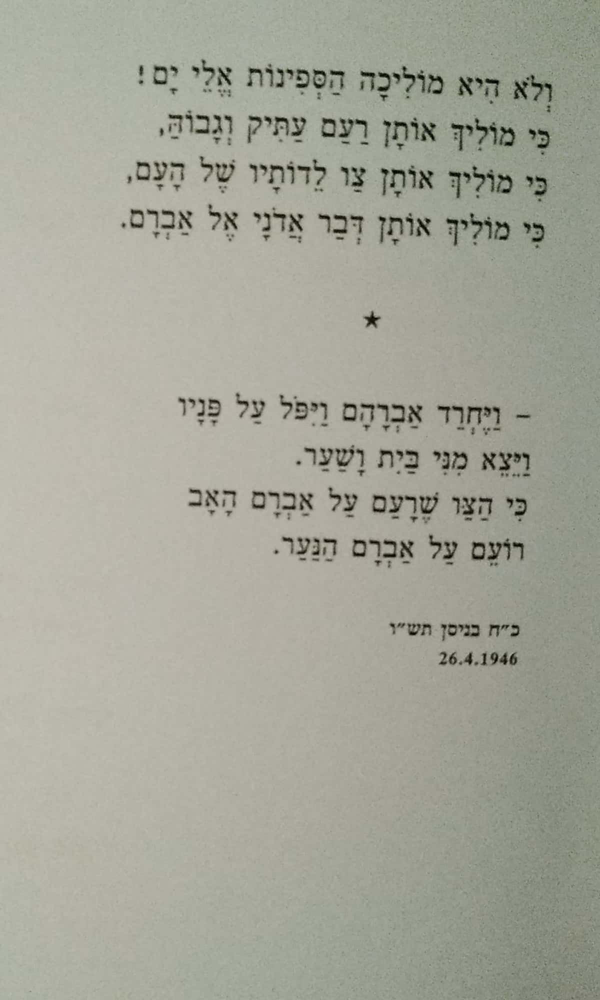 וְלֹא הִיא מוֹלִיכָה הַסְּפִינוֹת אֱלֵי יָם!
כִּי מוֹלִיךְ אוֹתָן רַעַם עַתִּיק וְגָבוֹהַּ,
כִּי מוֹלִיךְ אוֹתָן צַו לֵדוֹתָיו שֶׁל הָעָם,
כִּי מוֹלִיךְ אוֹתָן דְּבַר אֲדֹנָי אֶל אַבְרָם.
★
– וַיֶּחְרַד אַבְרָהָם וַיִּפֹּל עַל פָּנָיו
וַיֵּצֵא מִנִּי בַּיִת וָשַׁעַר.
כִּי הַצַּו שֶׁרָעַם עַל אַבְרָם הָאָב
רוֹעֵם עַל אַבְרָם הַנַּעַר.
כ״ח בניסן תש״ו
26.4.1946